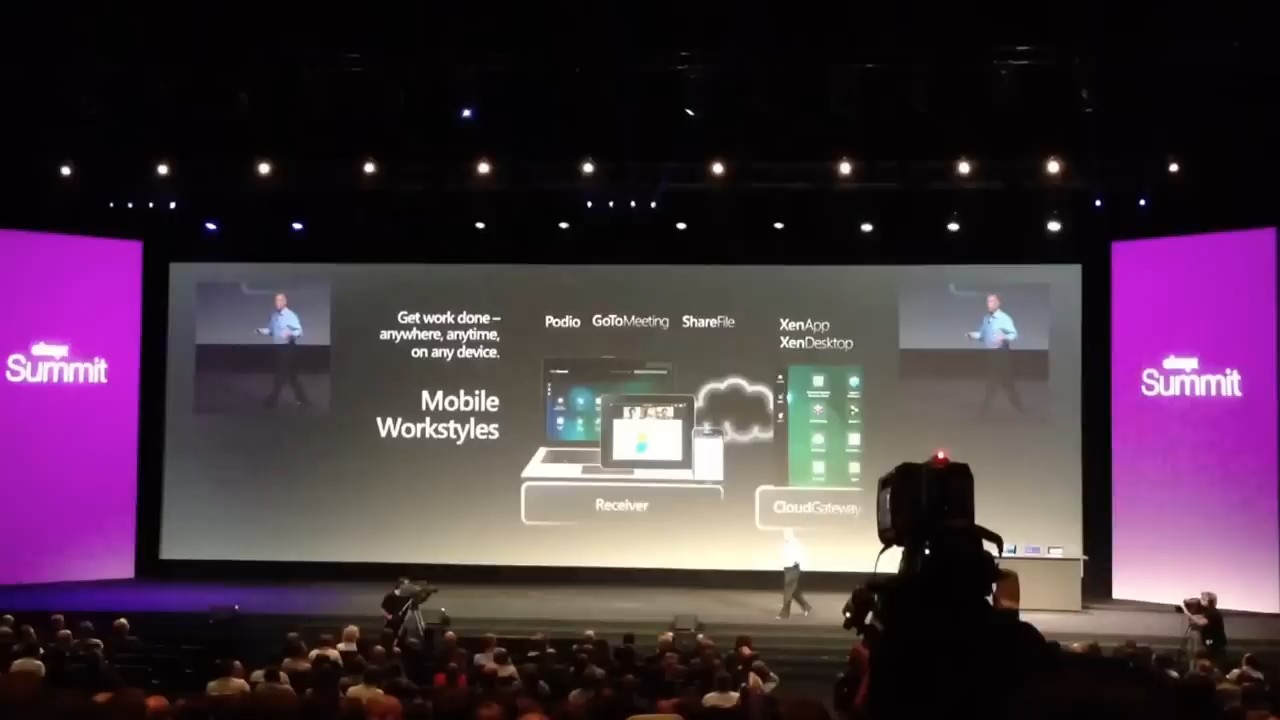 Get work done –
anywhere, anytime,
on any device.
Mobile
Workstyles
Podio GoToMeeting ShareFile
XenApp
XenDesktop
Receiver
CloudGateway
Summit
citrix
Summit